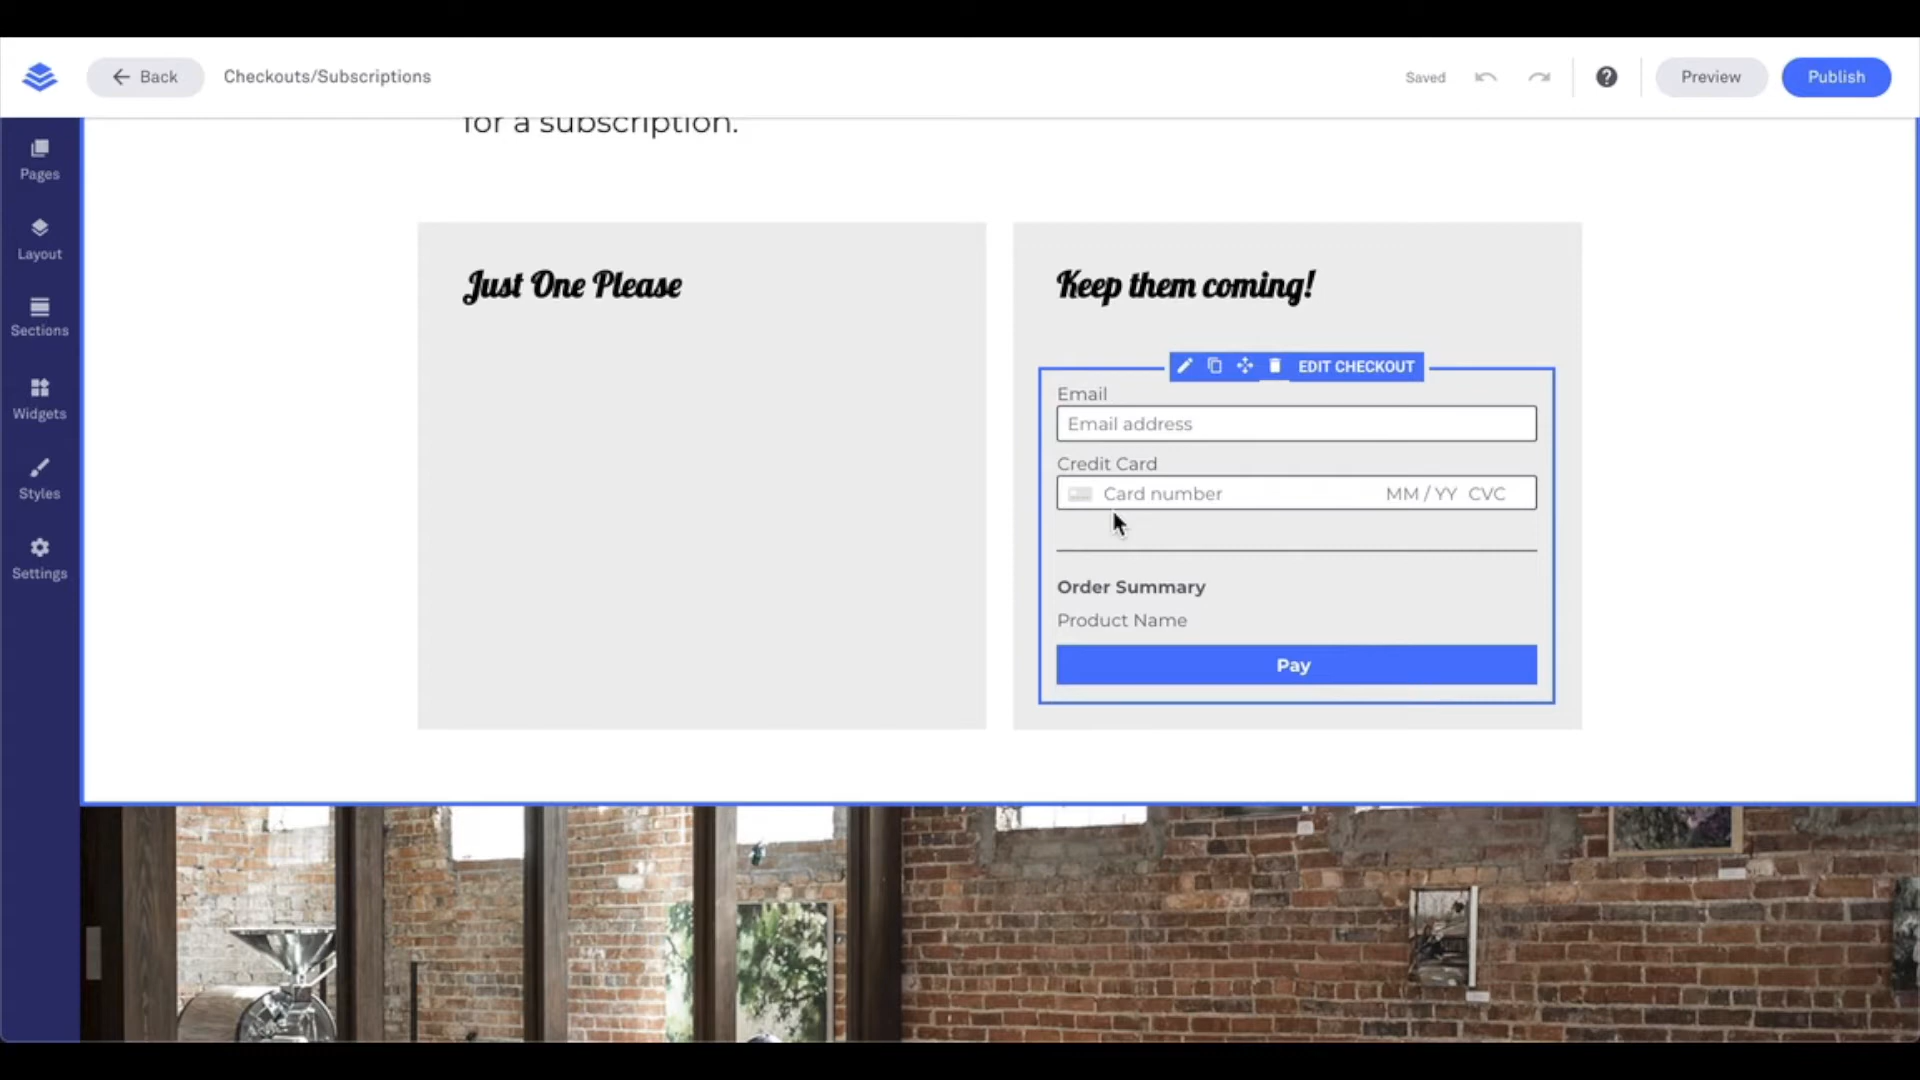 Back
Checkouts/Subscriptions
Saved
Preview
Publish
Pages
Layout
Sections
Widgets
Styles
Settings
for a subscription.
Just One Please
Keep them coming!
EDIT CHECKOUT
Email
Email address
Credit Card
Card number MM / YY CVC
Order Summary
Product Name
Pay